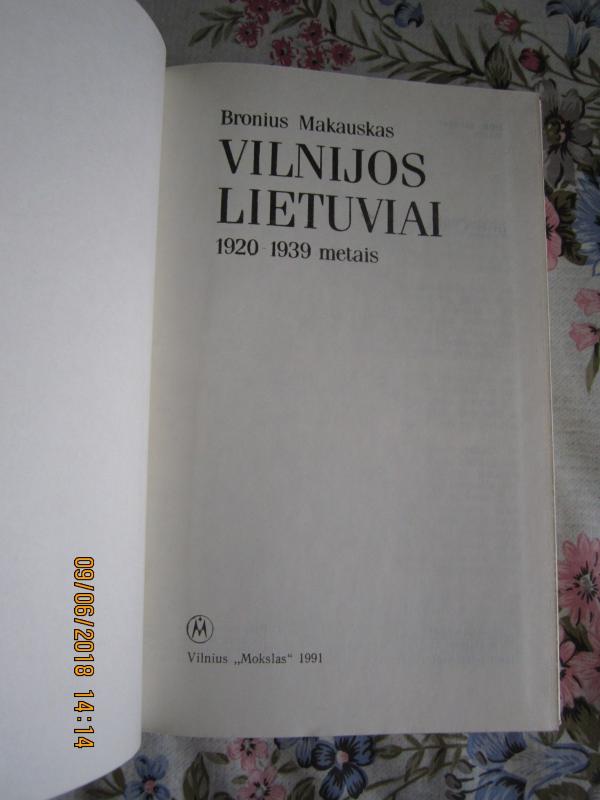 Bronius Makauskas
VILNIJOS
LIETUVIAI
1920-1939 metais
M
Vilnius „Mokslas“ 1991
09/06/2018 14:14